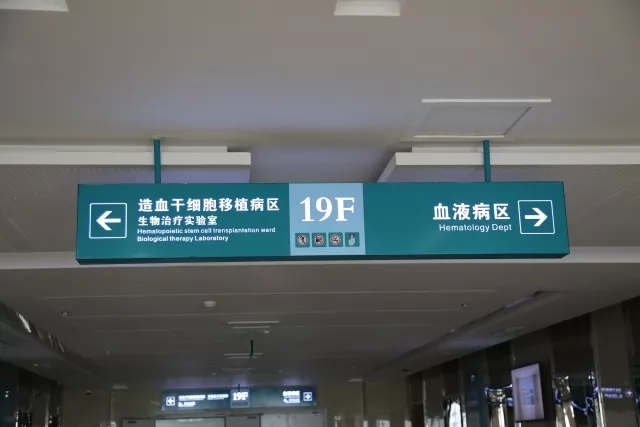 造血干细胞移植病区
生物治疗实验室
Hematopoietic stem cell transplantation ward
Biological therapy Laboratory
19F
血液病区
Hematology Dept
19F